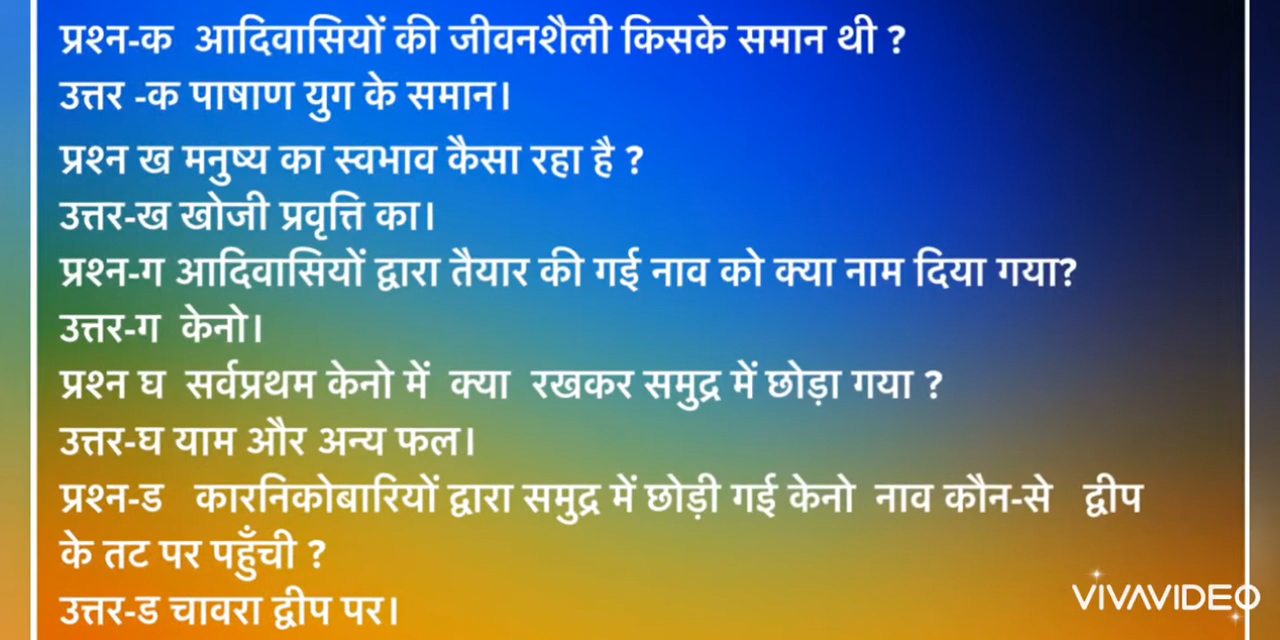 प्रश्न-क आदिवासियों की जीवनशैली किसके समान थी ?
उत्तर -क पाषाण युग के समान।
प्रश्न ख मनुष्य का स्वभाव कैसा रहा है ?
उत्तर-ख खोजी प्रवृत्ति का।
प्रश्न-ग आदिवासियों द्वारा तैयार की गई नाव को क्या नाम दिया गया?
उत्तर-ग केनो।
प्रश्न घ सर्वप्रथम केनो में क्या रखकर समुद्र में छोड़ा गया ?
उत्तर-घ याम और अन्य फल।
प्रश्न-ड कारनिकोबारियों द्वारा समुद्र में छोड़ी गई केनो नाव कौन-से द्वीप
के तट पर पहुँची ?
उत्तर-ड चावरा द्वीप पर।
VIVAVIDEO